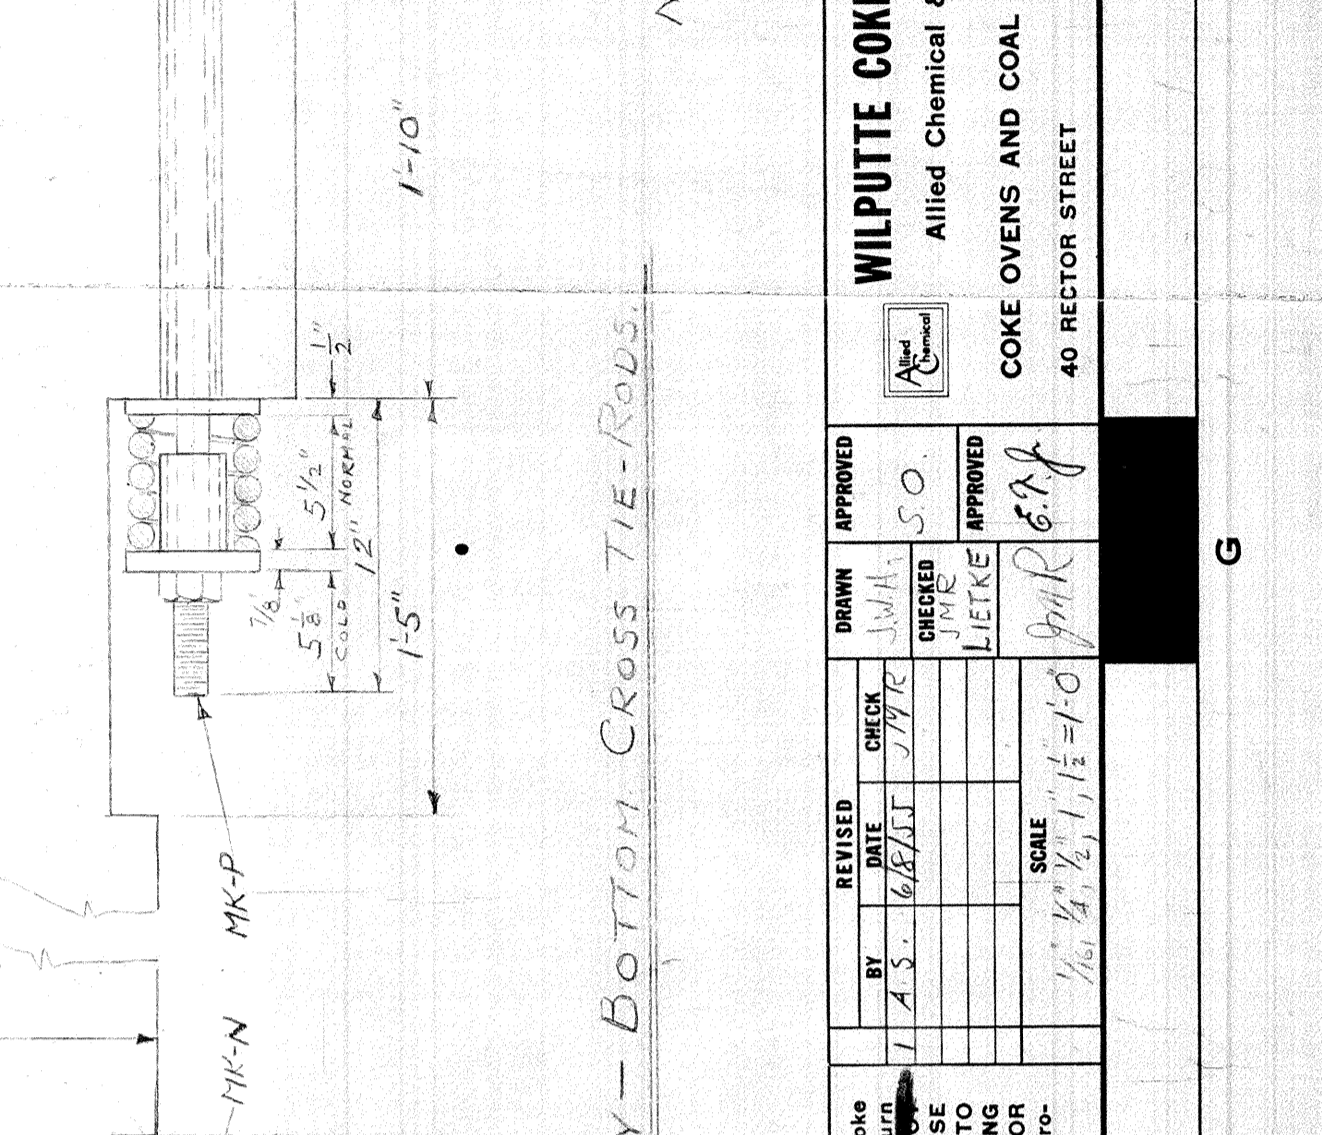 1'-10"
1/2"
5 1/2" NORMAL
12"
7/8"
5 1/8" COLD
1'-5"
MK-P
MK-N
Y - BOTTOM CROSS TIE-RODS.
WILPUTTE COK
Allied Chemical &
COKE OVENS AND COAL
40 RECTOR STREET
Allied Chemical
APPROVED
S.O.
APPROVED
E.T.J.
DRAWN
J.W.H.
CHECKED
JMR
LIETKE
JMR
REVISED
BY DATE CHECK
1 A.S. 6/8/55 JMR
SCALE
1/16", 1/4", 1/2", 1", 1 1/2" = 1'-0"
G
oke
urn
SE
TO
NG
OR
ro-